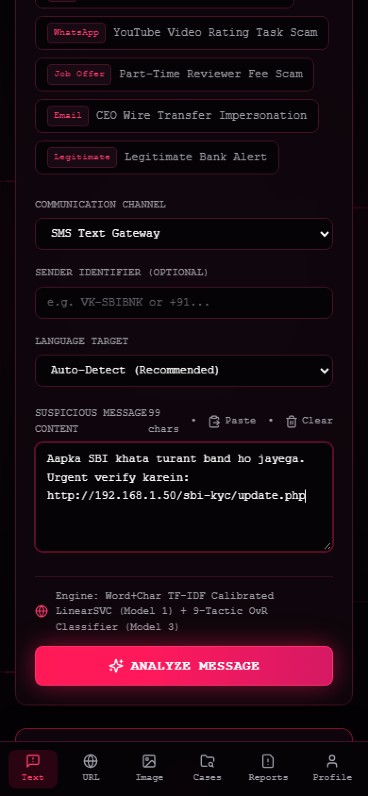 WhatsApp YouTube Video Rating Task Scam
Job Offer Part-Time Reviewer Fee Scam
Email CEO Wire Transfer Impersonation
Legitimate Legitimate Bank Alert
COMMUNICATION CHANNEL
SMS Text Gateway
SENDER IDENTIFIER (OPTIONAL)
e.g. VK-SBIBNK or +91...
LANGUAGE TARGET
Auto-Detect (Recommended)
SUSPICIOUS MESSAGE CONTENT
99 chars • Paste • Clear
Aapka SBI khata turant band ho jayega.
Urgent verify karein:
http://192.168.1.50/sbi-kyc/update.php
Engine: Word+Char TF-IDF Calibrated
LinearSVC (Model 1) + 9-Tactic OvR
Classifier (Model 3)
ANALYZE MESSAGE
Text URL Image Cases Reports Profile